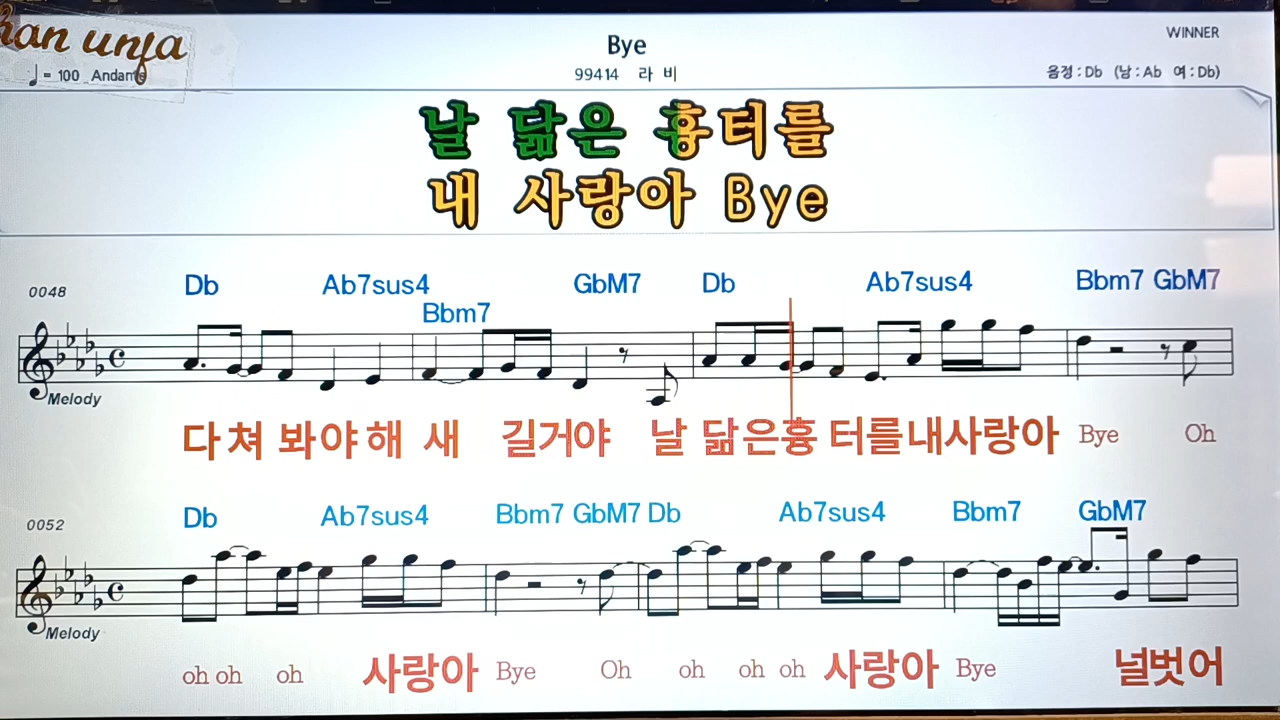 han unfa
Bye
WINNER
♩= 100 Andante
99414 라 비
음정 : Db (남 : Ab 여 : Db)
날 닮은 흉터를
내 사랑아 Bye
0048
Db Ab7sus4 Bbm7 GbM7 Db Ab7sus4 Bbm7 GbM7
Melody
다쳐 봐야해 새 길거야 날 닮은흉 터를내사랑아 Bye Oh
0052
Db Ab7sus4 Bbm7 GbM7 Db Ab7sus4 Bbm7 GbM7
Melody
oh oh oh 사랑아 Bye Oh oh oh oh 사랑아 Bye 널벗어